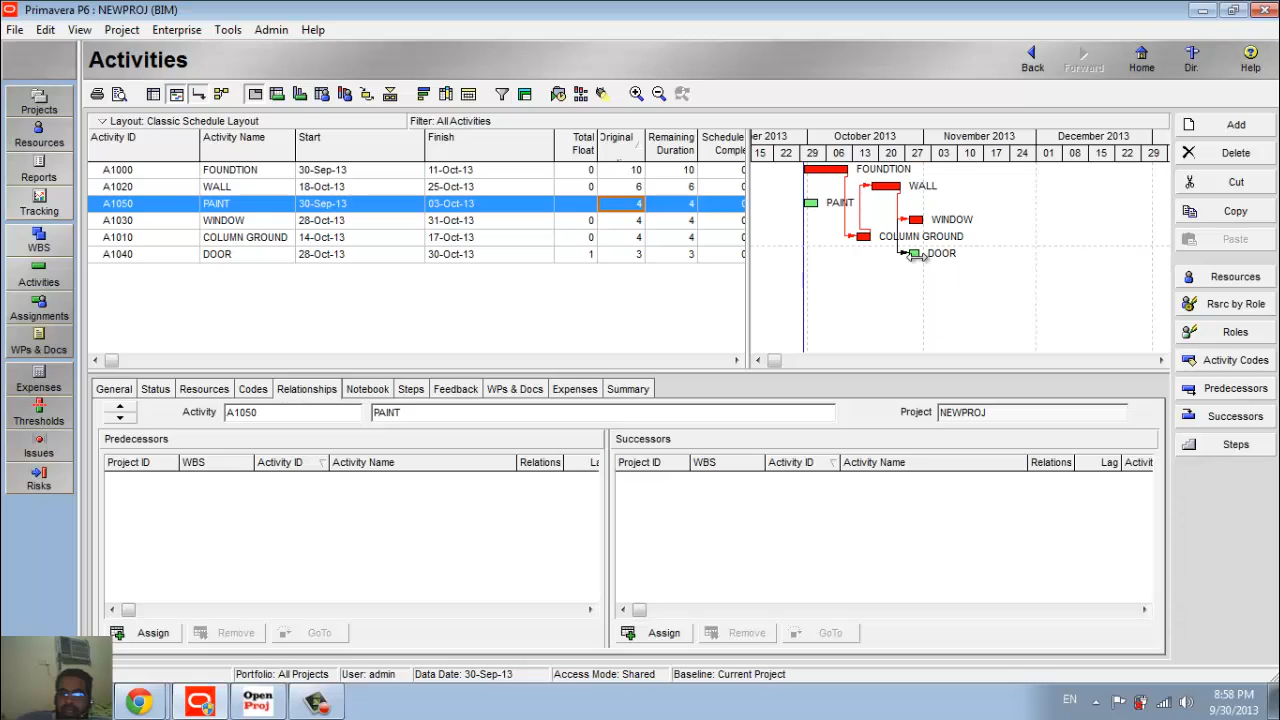 Primavera P6 : NEWPROJ (BIM)
File Edit View Project Enterprise Tools Admin Help
Activities
Back Forward Home Dir. Help
Layout: Classic Schedule Layout Filter: All Activities
Activity ID Activity Name Start Finish Total Float Original Remaining Duration Schedule Comple
er 2013 October 2013 November 2013 December 2013
15 22 29 06 13 20 27 03 10 17 24 01 08 15 22 29
A1000 FOUNDTION 30-Sep-13 11-Oct-13 0 10 10 0
A1020 WALL 18-Oct-13 25-Oct-13 0 6 6 0
A1050 PAINT 30-Sep-13 03-Oct-13 4 4 0
A1030 WINDOW 28-Oct-13 31-Oct-13 0 4 4 0
A1010 COLUMN GROUND 14-Oct-13 17-Oct-13 0 4 4 0
A1040 DOOR 28-Oct-13 30-Oct-13 1 3 3 0
FOUNDTION
WALL
PAINT
WINDOW
COLUMN GROUND
DOOR
Projects
Resources
Reports
Tracking
WBS
Activities
Assignments
WPs & Docs
Expenses
Thresholds
Issues
Risks
Add
Delete
Cut
Copy
Paste
Resources
Rsrc by Role
Roles
Activity Codes
Predecessors
Successors
Steps
General Status Resources Codes Relationships Notebook Steps Feedback WPs & Docs Expenses Summary
Activity A1050 PAINT Project NEWPROJ
Predecessors
Project ID WBS Activity ID Activity Name Relations La
Assign Remove GoTo
Successors
Project ID WBS Activity ID Activity Name Relations Lag Activit
Assign Remove GoTo
Portfolio: All Projects User: admin Data Date: 30-Sep-13 Access Mode: Shared Baseline: Current Project
Open
Proj
EN
8:58 PM
9/30/2013